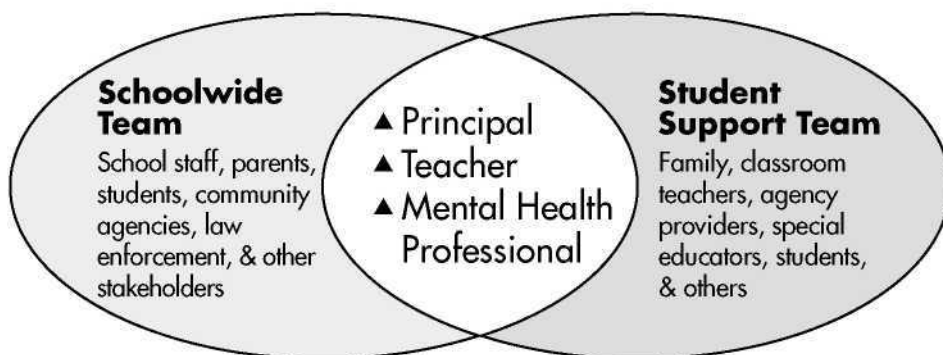 Schoolwide
Team
School staff, parents,
students, community
agencies, law
enforcement, & other
stakeholders
▲ Principal
▲ Teacher
▲ Mental Health
Professional
Student
Support Team
Family, classroom
teachers, agency
providers, special
educators, students,
& others